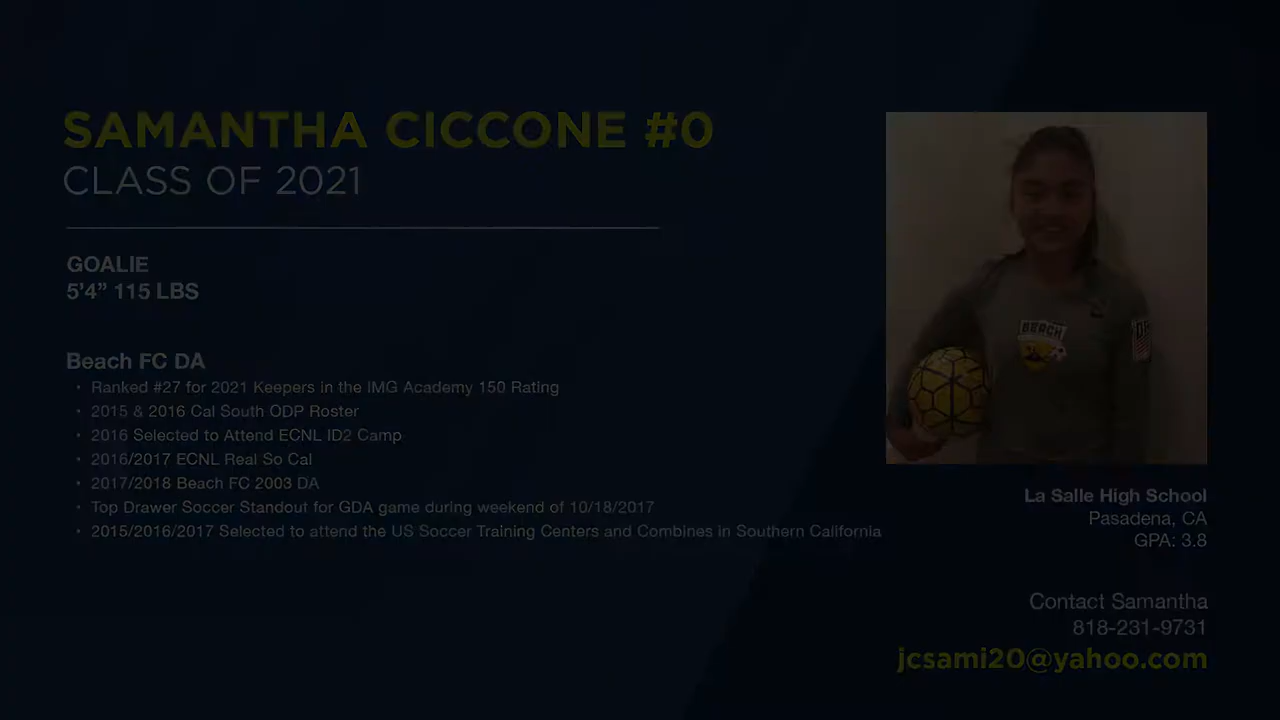 SAMANTHA CICCONE #0
CLASS OF 2021
GOALIE
5’4” 115 LBS
Beach FC DA
• Ranked #27 for 2021 Keepers in the IMG Academy 150 Rating
• 2015 & 2016 Cal South ODP Roster
• 2016 Selected to Attend ECNL ID2 Camp
• 2016/2017 ECNL Real So Cal
• 2017/2018 Beach FC 2003 DA
• Top Drawer Soccer Standout for GDA game during weekend of 10/18/2017
• 2015/2016/2017 Selected to attend the US Soccer Training Centers and Combines in Southern California
BEACH
La Salle High School
Pasadena, CA
GPA: 3.8
Contact Samantha
818-231-9731
jcsami20@yahoo.com